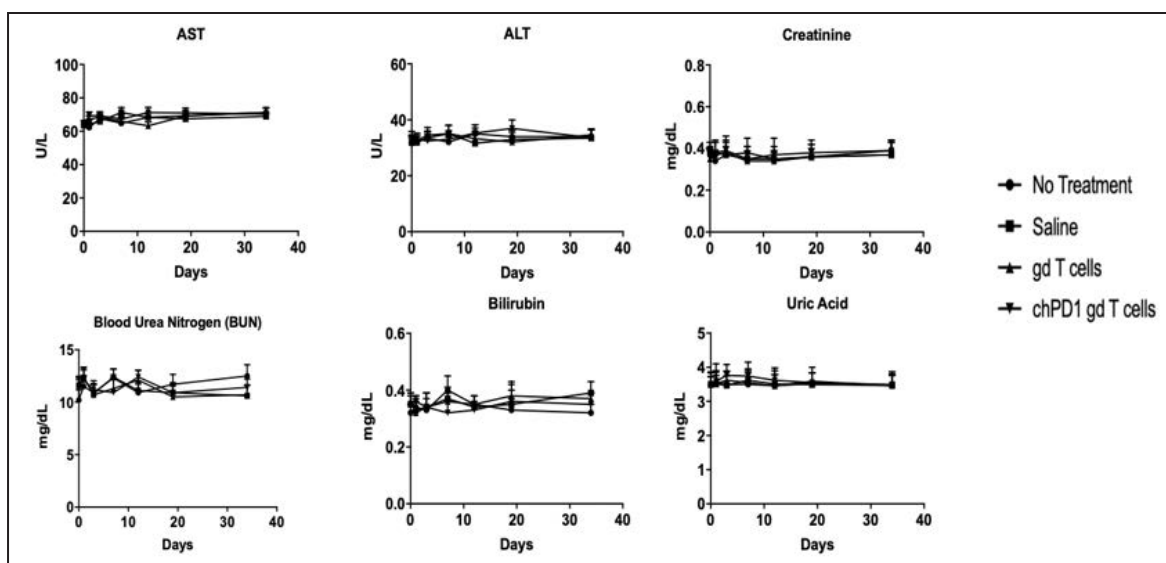 AST
100
80
60
40
20
0
U/L
0 10 20 30 40
Days
ALT
60
40
20
0
U/L
0 10 20 30 40
Days
Creatinine
0.8
0.6
0.4
0.2
0.0
mg/dL
0 10 20 30 40
Days
No Treatment
Saline
gd T cells
chPD1 gd T cells
Blood Urea Nitrogen (BUN)
15
10
5
0
mg/dL
0 10 20 30 40
Days
Bilirubin
0.6
0.4
0.2
0.0
mg/dL
0 10 20 30 40
Days
Uric Acid
5
4
3
2
1
0
mg/dL
0 10 20 30 40
Days